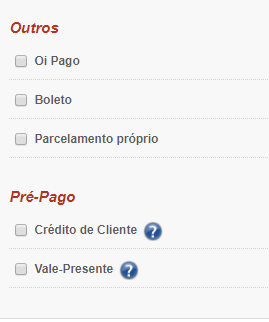 Outros
Oi Pago
Boleto
Parcelamento próprio
Pré-Pago
Crédito de Cliente ?
Vale-Presente ?